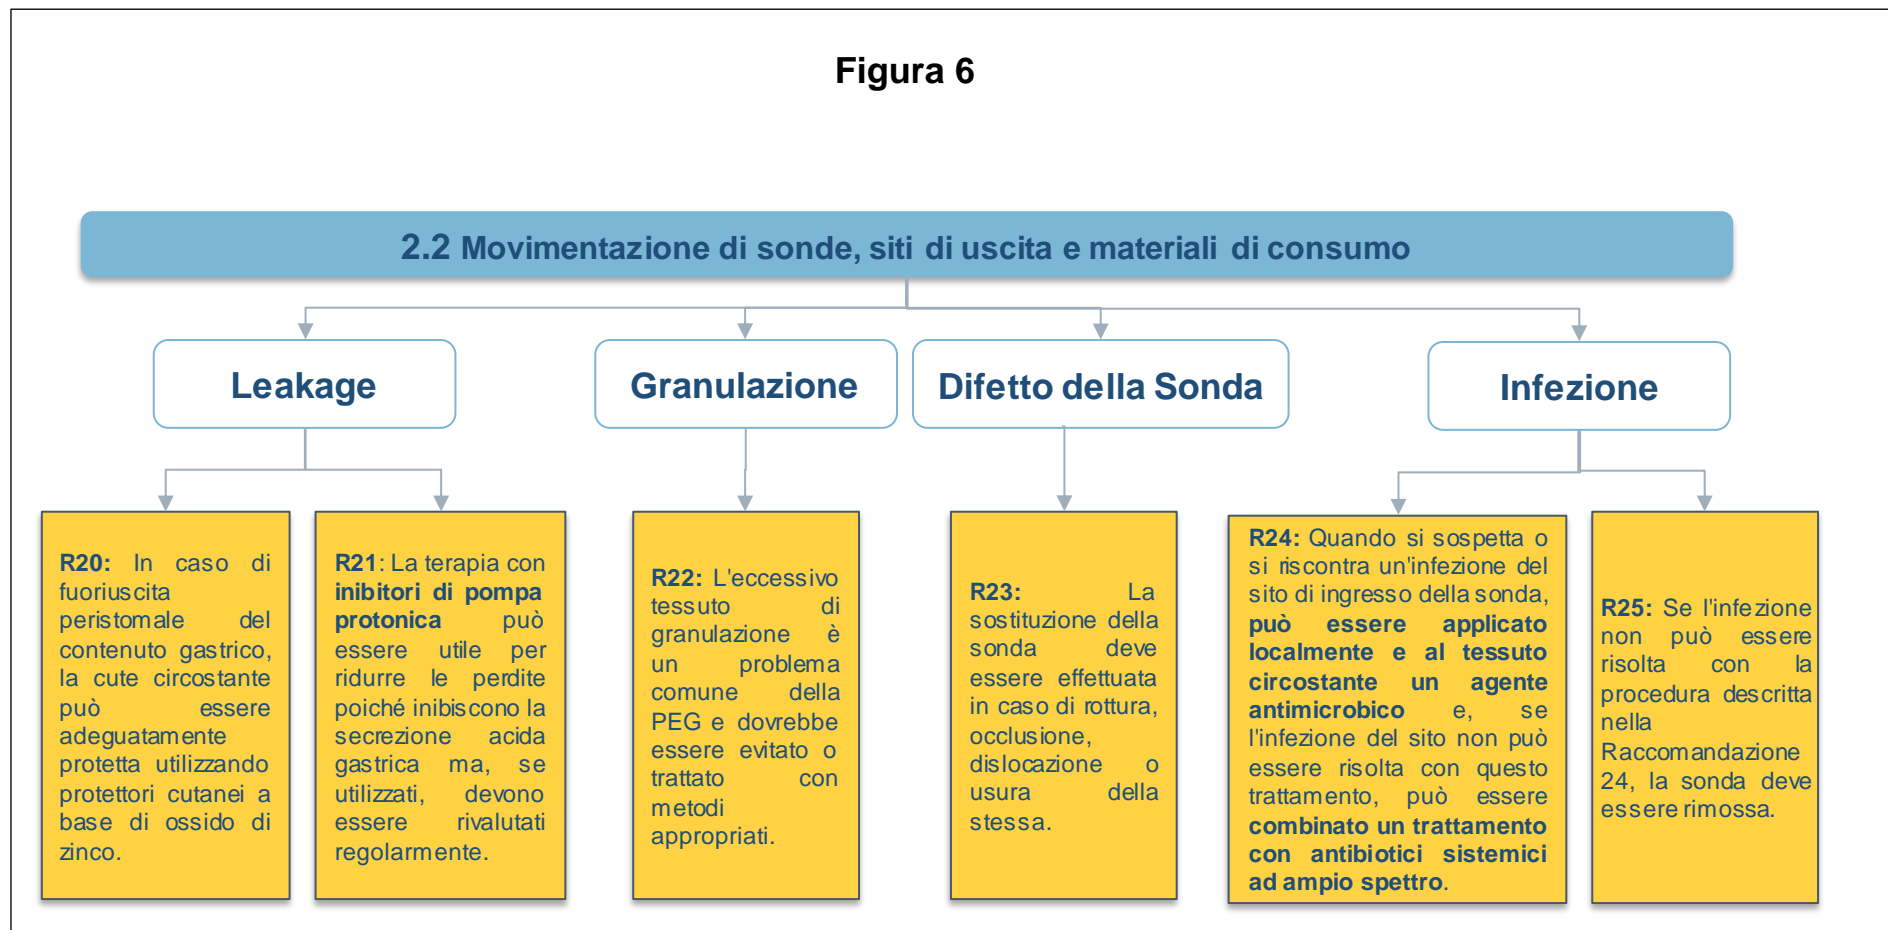 Figura 6
2.2 Movimentazione di sonde, siti di uscita e materiali di consumo
Leakage
Granulazione
Difetto della Sonda
Infezione
R20: In caso di
fuoriuscita
peristomale del
contenuto gastrico,
la cute circostante
può essere
adeguatamente
protetta utilizzando
protettori cutanei a
base di ossido di
zinco.
R21: La terapia con
inibitori di pompa
protonica può
essere utile per
ridurre le perdite
poiché inibiscono la
secrezione acida
gastrica ma, se
utilizzati, devono
essere rivalutati
regolarmente.
R22: L'eccessivo
tessuto di
granulazione è
un problema
comune della
PEG e dovrebbe
essere evitato o
trattato con
metodi
appropriati.
R23: La
sostituzione della
sonda deve
essere effettuata
in caso di rottura,
occlusione,
dislocazione o
usura della
stessa.
R24: Quando si sospetta o
si riscontra un'infezione del
sito di ingresso della sonda,
può essere applicato
localmente e al tessuto
circostante un agente
antimicrobico e, se
l'infezione del sito non può
essere risolta con questo
trattamento, può essere
combinato un trattamento
con antibiotici sistemici
ad ampio spettro.
R25: Se l'infezione
non può essere
risolta con la
procedura descritta
nella
Raccomandazione
24, la sonda deve
essere rimossa.